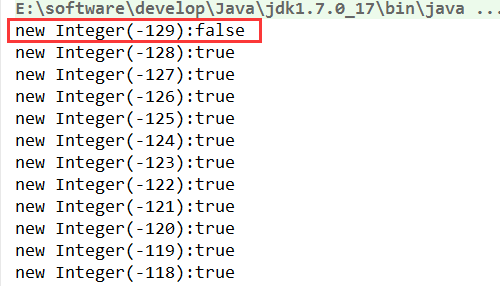 E:\software\develop\Java\jdk1.7.0_17\bin\java ...
new Integer(-129):false
new Integer(-128):true
new Integer(-127):true
new Integer(-126):true
new Integer(-125):true
new Integer(-124):true
new Integer(-123):true
new Integer(-122):true
new Integer(-121):true
new Integer(-120):true
new Integer(-119):true
new Integer(-118):true